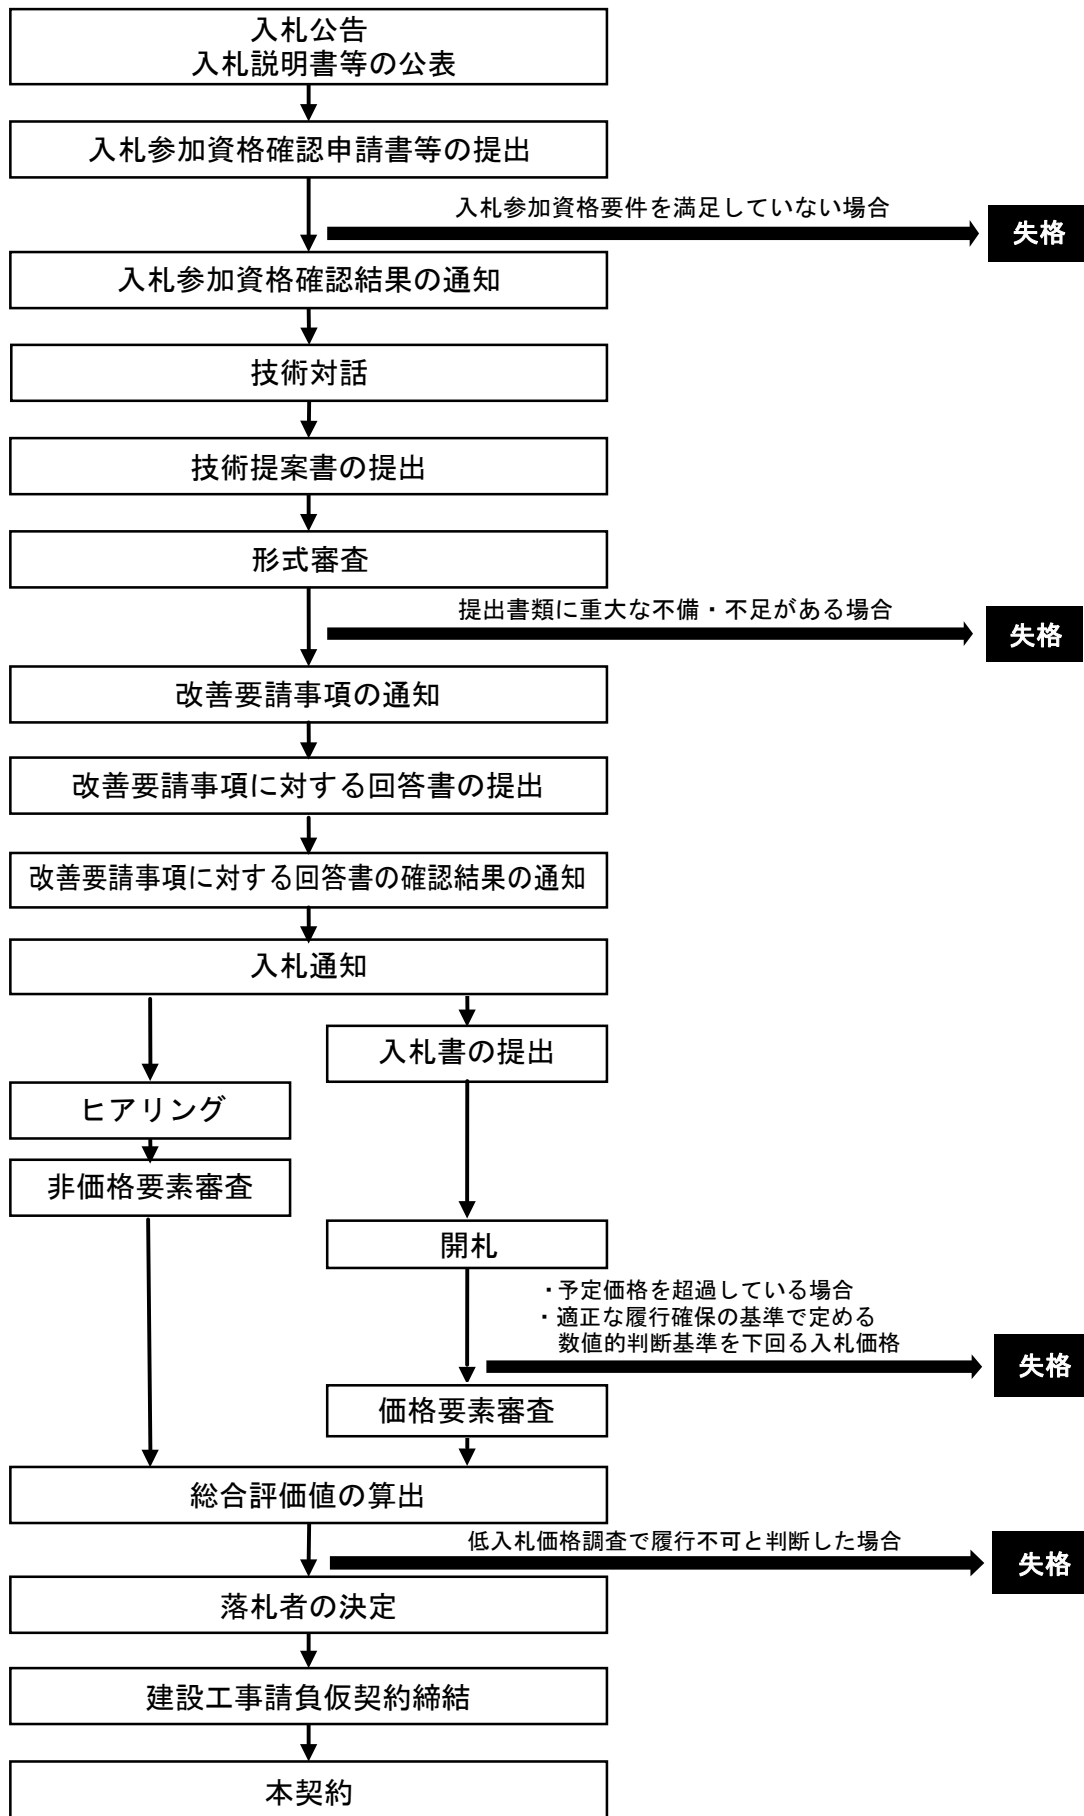 入札公告
入札説明書等の公表
入札参加資格確認申請書等の提出
入札参加資格要件を満足していない場合
失格
入札参加資格確認結果の通知
技術対話
技術提案書の提出
形式審査
提出書類に重大な不備・不足がある場合
失格
改善要請事項の通知
改善要請事項に対する回答書の提出
改善要請事項に対する回答書の確認結果の通知
入札通知
入札書の提出
ヒアリング
非価格要素審査
開札
・予定価格を超過している場合
・適正な履行確保の基準で定める
数値的判断基準を下回る入札価格
失格
価格要素審査
総合評価値の算出
低入札価格調査で履行不可と判断した場合
失格
落札者の決定
建設工事請負仮契約締結
本契約